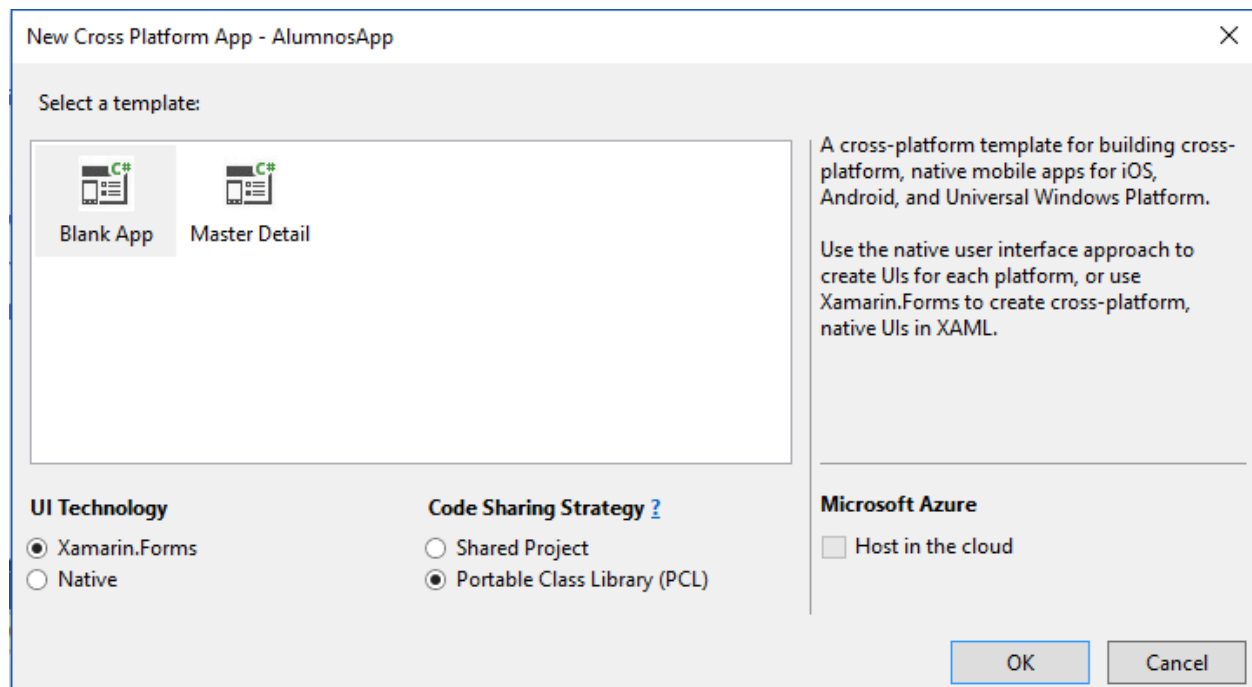 New Cross Platform App - AlumnosApp
Select a template:
C#
Blank App
C#
Master Detail
A cross-platform template for building cross-
platform, native mobile apps for iOS,
Android, and Universal Windows Platform.
Use the native user interface approach to
create UIs for each platform, or use
Xamarin.Forms to create cross-platform,
native UIs in XAML.
UI Technology
Xamarin.Forms
Native
Code Sharing Strategy ?
Shared Project
Portable Class Library (PCL)
Microsoft Azure
Host in the cloud
OK
Cancel